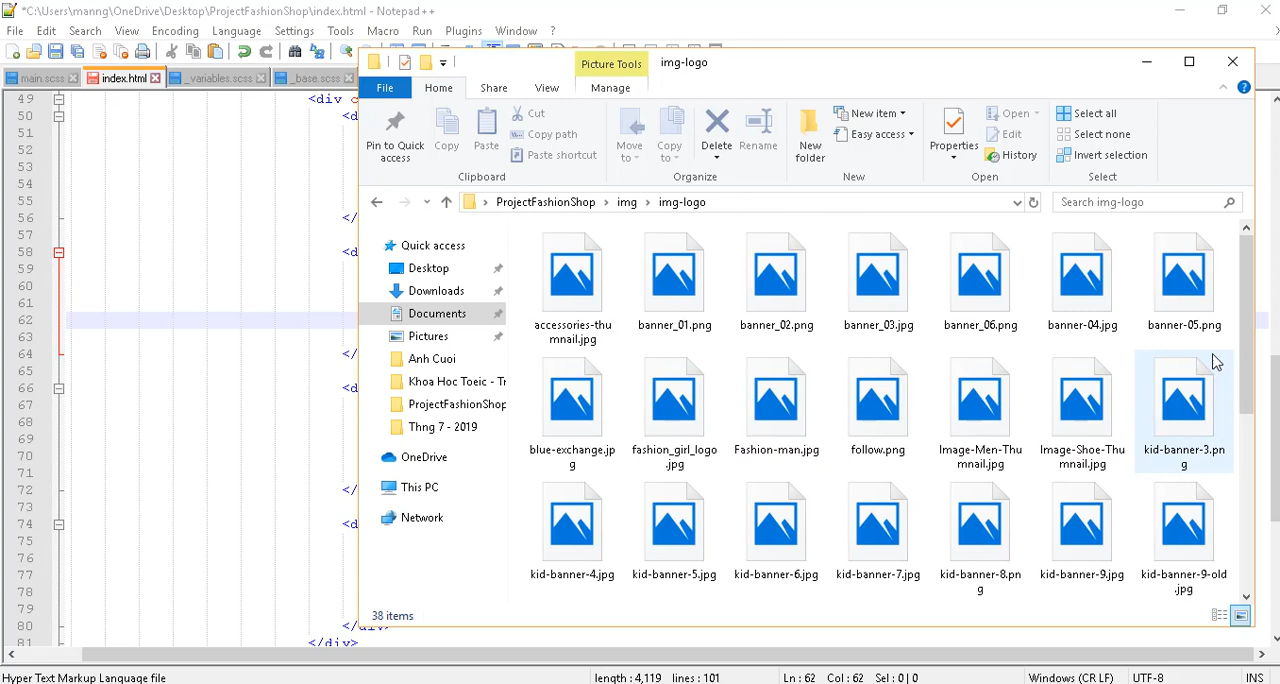 *C:\Users\manng\OneDrive\Desktop\ProjectFashionShop\index.html - Notepad++
File Edit Search View Encoding Language Settings Tools Macro Run Plugins Window ?
main.scss index.html _variables.scss _base.scss
img-logo
Picture Tools
File Home Share View Manage
Pin to Quick access
Copy
Paste
Cut
Copy path
Paste shortcut
Clipboard
Move to
Copy to
Delete
Rename
Organize
New folder
New item
Easy access
New
Properties
Open
Edit
History
Open
Select all
Select none
Invert selection
Select
ProjectFashionShop > img > img-logo
Search img-logo
Quick access
Desktop
Downloads
Documents
Pictures
Anh Cuoi
Khoa Hoc Toeic - Tr
ProjectFashionShop
Thng 7 - 2019
OneDrive
This PC
Network
accessories-thu
mnail.jpg
banner_01.png
banner_02.png
banner_03.jpg
banner_06.png
banner-04.jpg
banner-05.png
blue-exchange.jp
g
fashion_girl_logo
.jpg
Fashion-man.jpg
follow.png
Image-Men-Thu
mnail.jpg
Image-Shoe-Thu
mnail.jpg
kid-banner-3.pn
g
kid-banner-4.jpg
kid-banner-5.jpg
kid-banner-6.jpg
kid-banner-7.jpg
kid-banner-8.pn
g
kid-banner-9.jpg
kid-banner-9-old
.jpg
38 items
49 <div c
50 <d
51
52
53
54
55
56 </
57
58 <d
59
60
61
62
63
64 </
65
66 <d
67
68
69
70
71
72 </
73
74 <d
75
76
77
78
79
80 </div>
81 </div>
Hyper Text Markup Language file
length : 4,119 lines : 101
Ln : 62 Col : 62 Sel : 0 | 0
Windows (CR LF)
UTF-8
INS